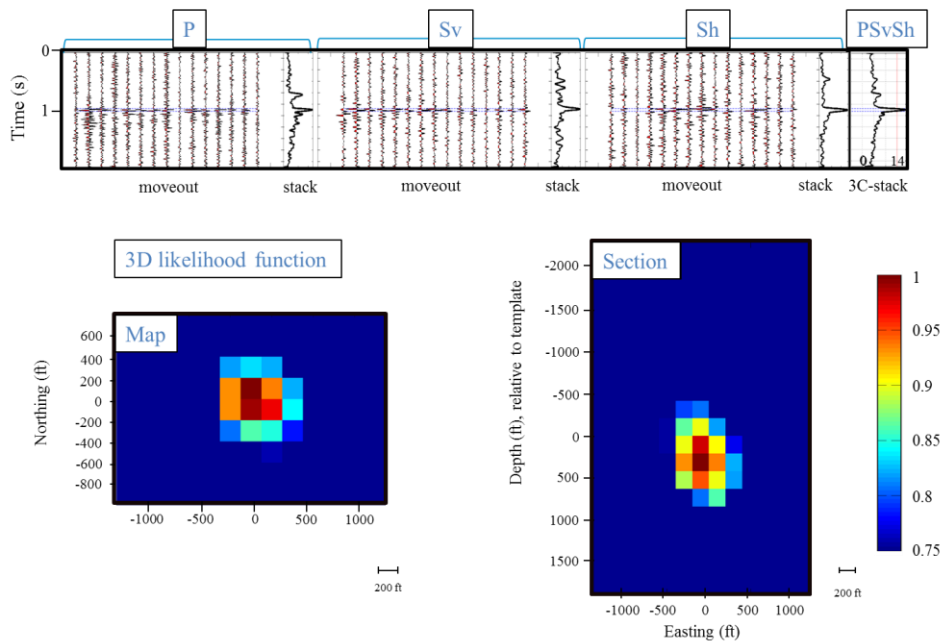 P Sv Sh PSvSh
Time (s)
0
1
0 14
moveout stack moveout stack moveout stack 3C-stack
3D likelihood function
Map
Northing (ft)
600
400
200
0
-200
-400
-600
-800
-1000 -500 0 500 1000
200 ft
Section
Depth (ft), relative to template
-2000
-1500
-1000
-500
0
500
1000
1500
-1000 -500 0 500 1000
Easting (ft)
200 ft
1
0.95
0.9
0.85
0.8
0.75